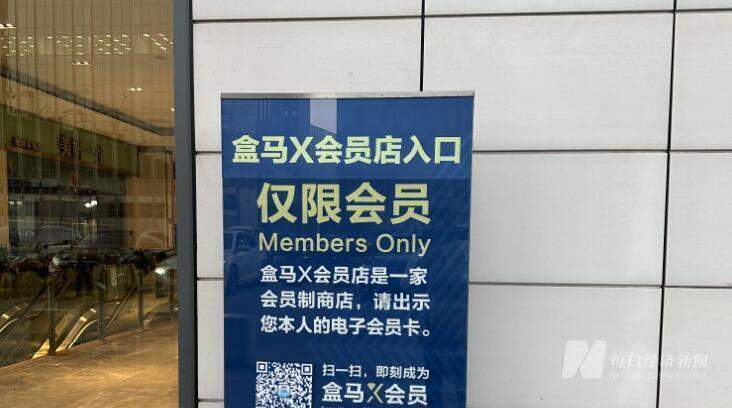 盒马X会员店入口
仅限会员
Members Only
盒马X会员店是一家
会员制商店，请出示
您本人的电子会员卡。
扫一扫，即刻成为
盒马X会员
每日经济新闻